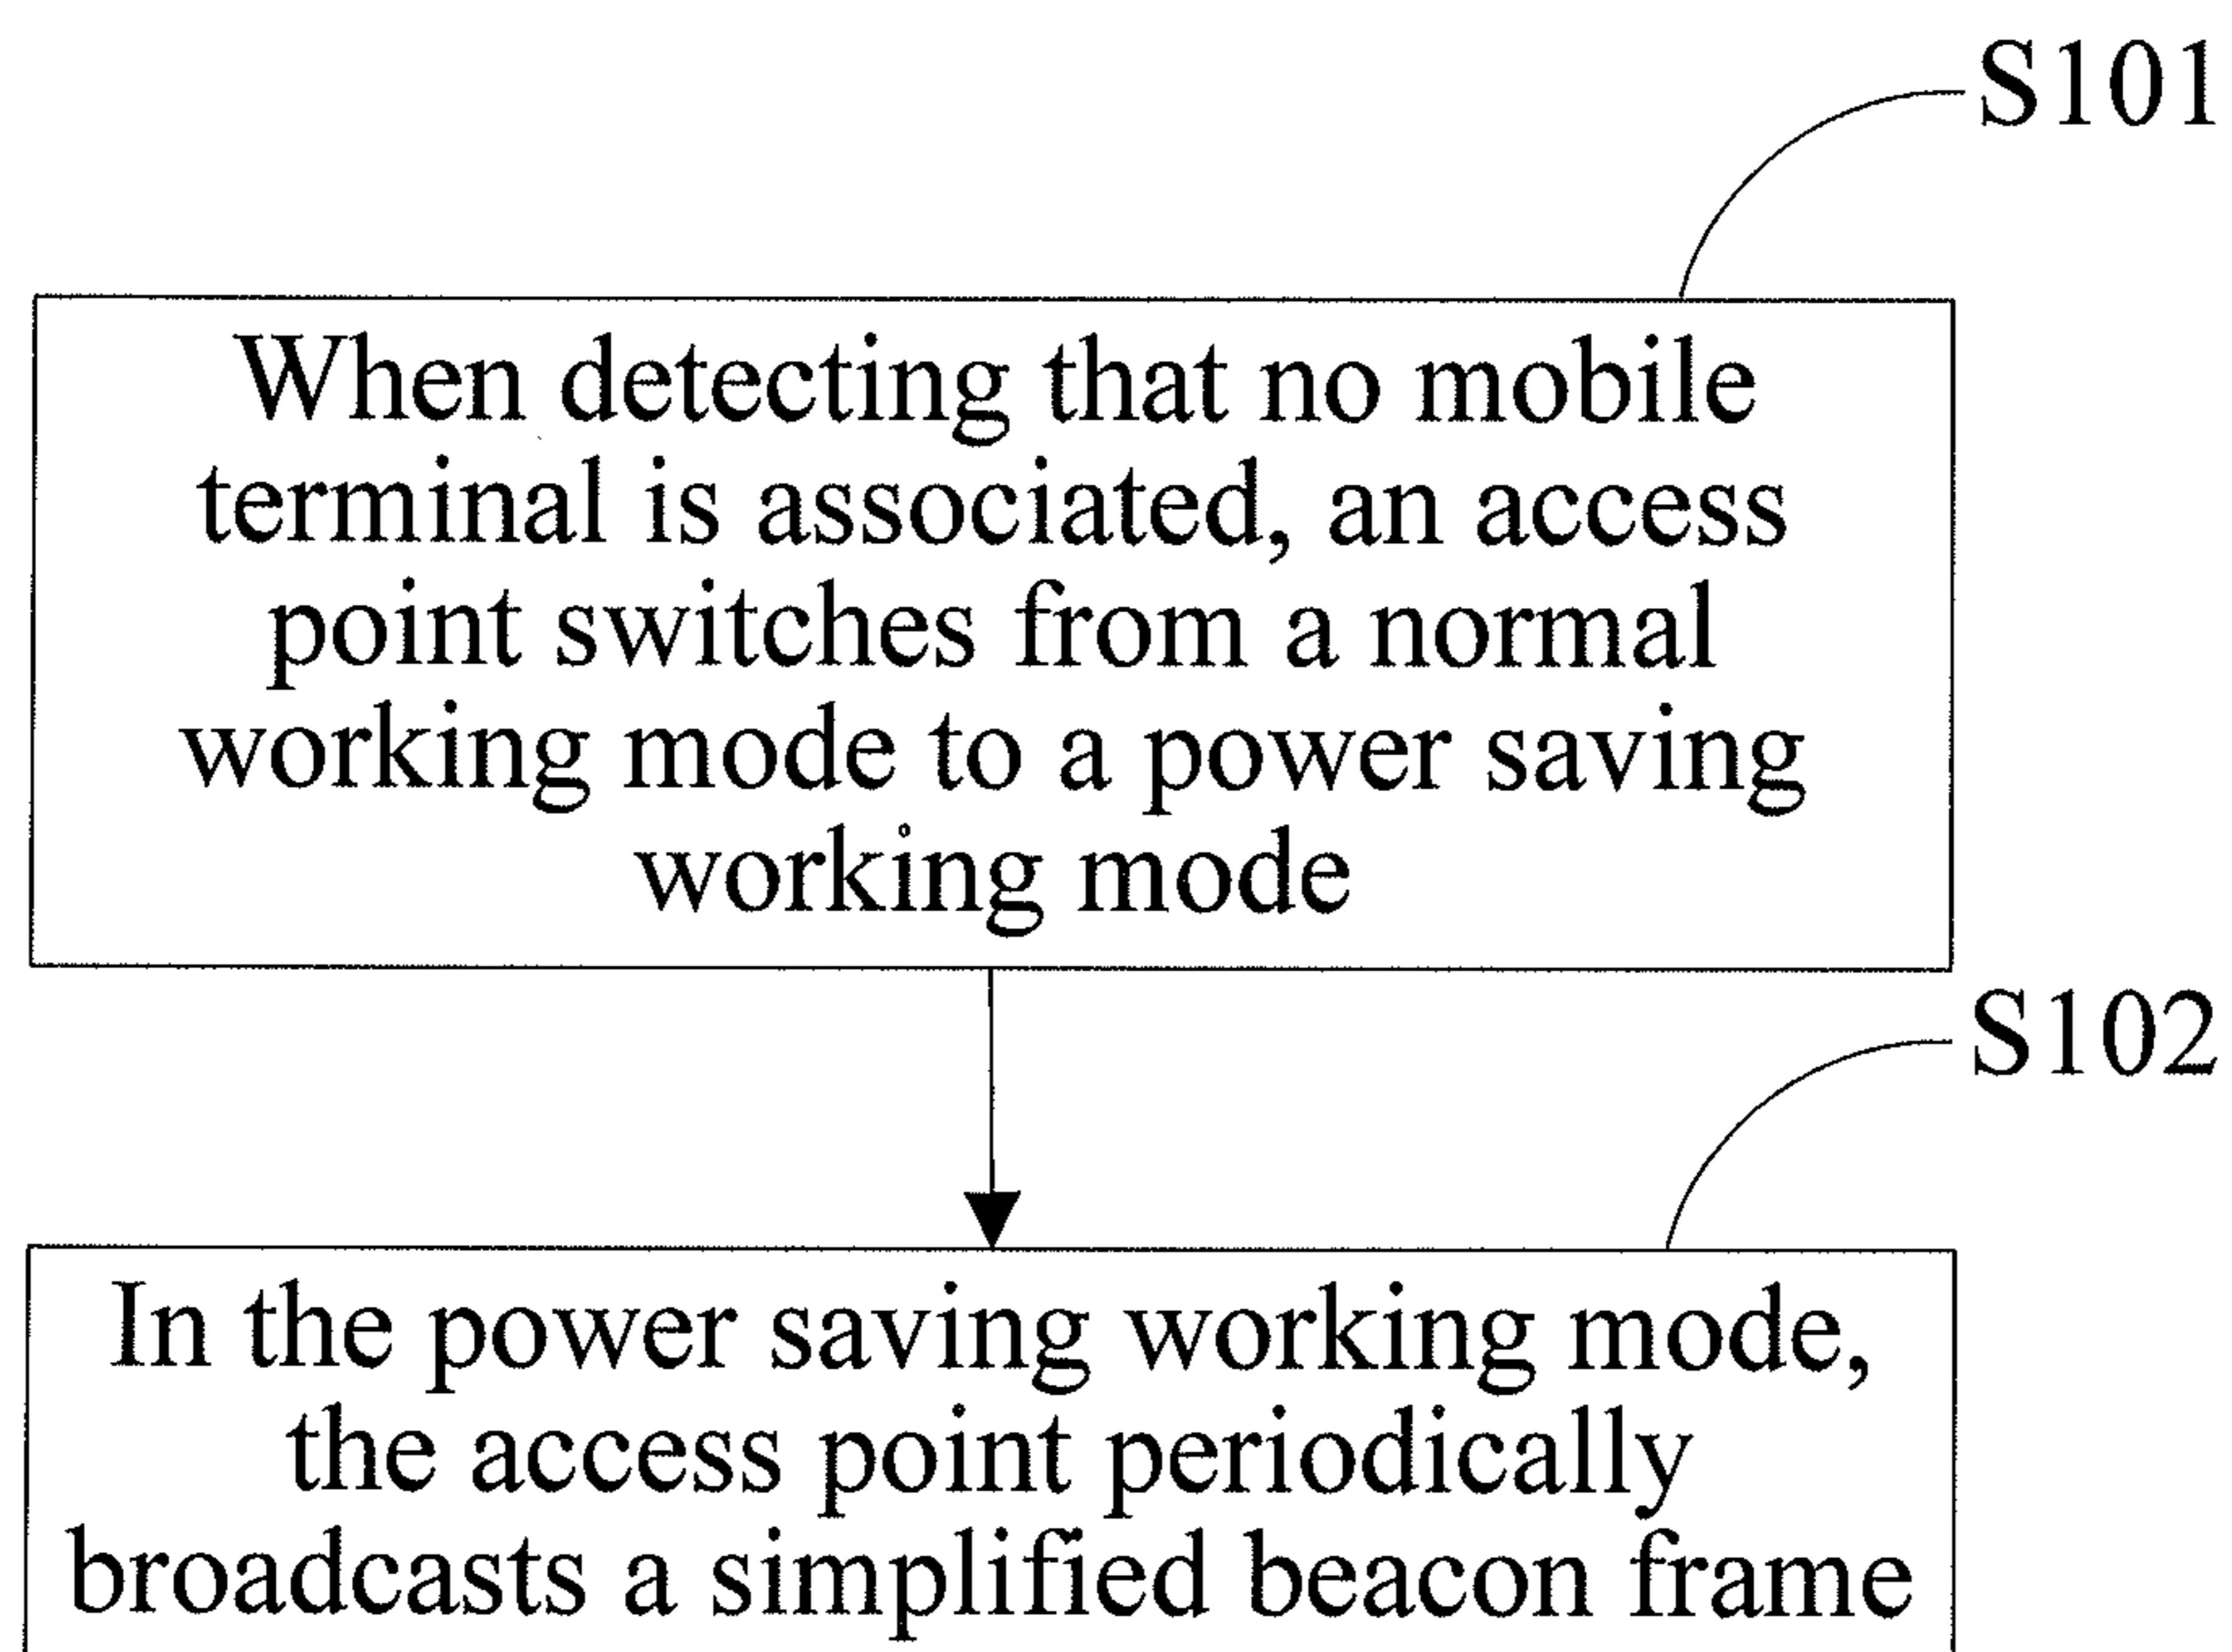 S101
When detecting that no mobile
terminal is associated, an access
point switches from a normal
working mode to a power saving
working mode
S102
In the power saving working mode,
the access point periodically
broadcasts a simplified beacon frame